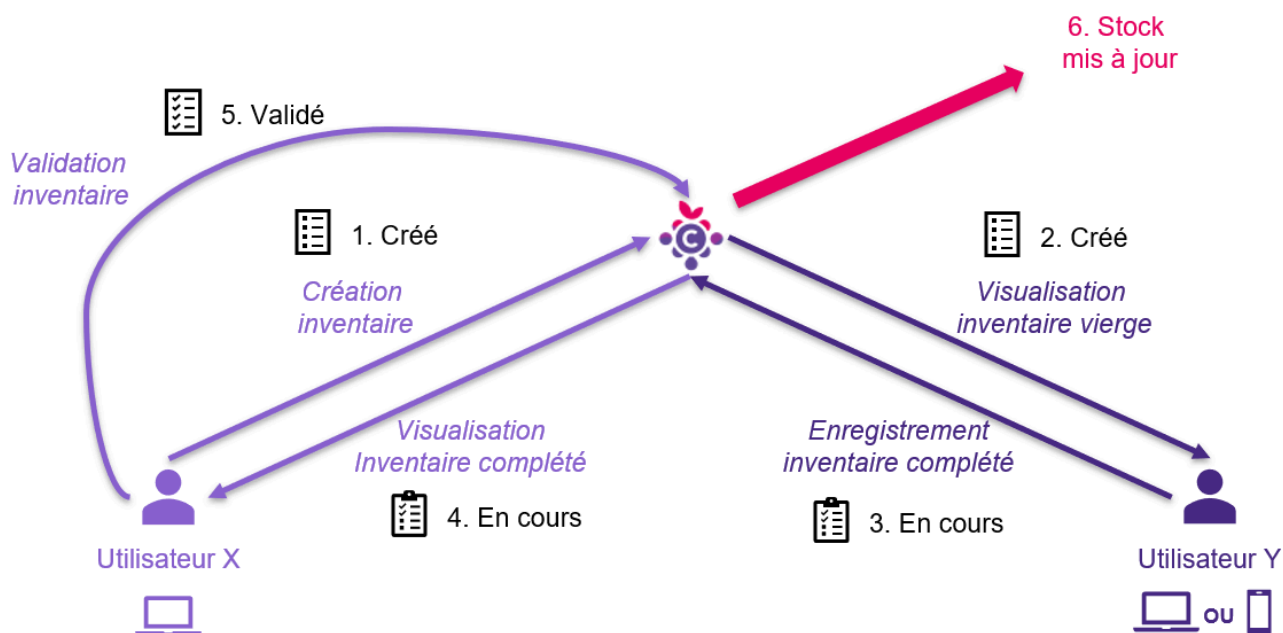 6. Stock
mis à jour
5. Validé
Validation
inventaire
1. Créé
2. Créé
Création
inventaire
Visualisation
inventaire vierge
Visualisation
Inventaire complété
Enregistrement
inventaire complété
4. En cours
3. En cours
Utilisateur X
Utilisateur Y
ou
C